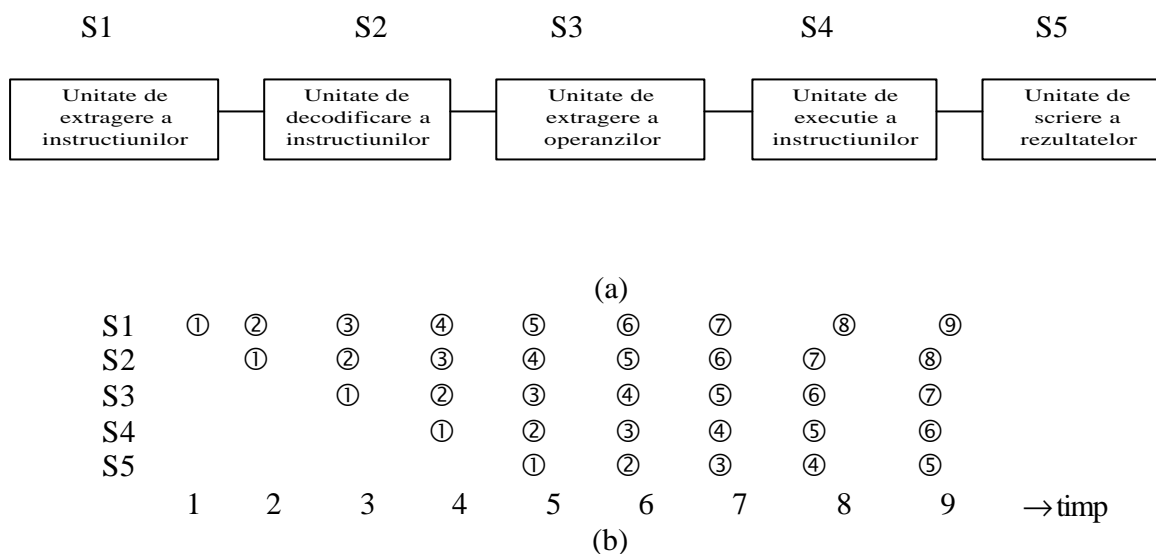 S1 S2 S3 S4 S5
Unitate de extragere a instructiunilor
Unitate de decodificare a instructiunilor
Unitate de extragere a operanzilor
Unitate de executie a instructiunilor
Unitate de scriere a rezultatelor
(a)
S1 ① ② ③ ④ ⑤ ⑥ ⑦ ⑧ ⑨
S2 ① ② ③ ④ ⑤ ⑥ ⑦ ⑧
S3 ① ② ③ ④ ⑤ ⑥ ⑦
S4 ① ② ③ ④ ⑤ ⑥
S5 ① ② ③ ④ ⑤
1 2 3 4 5 6 7 8 9 →timp
(b)